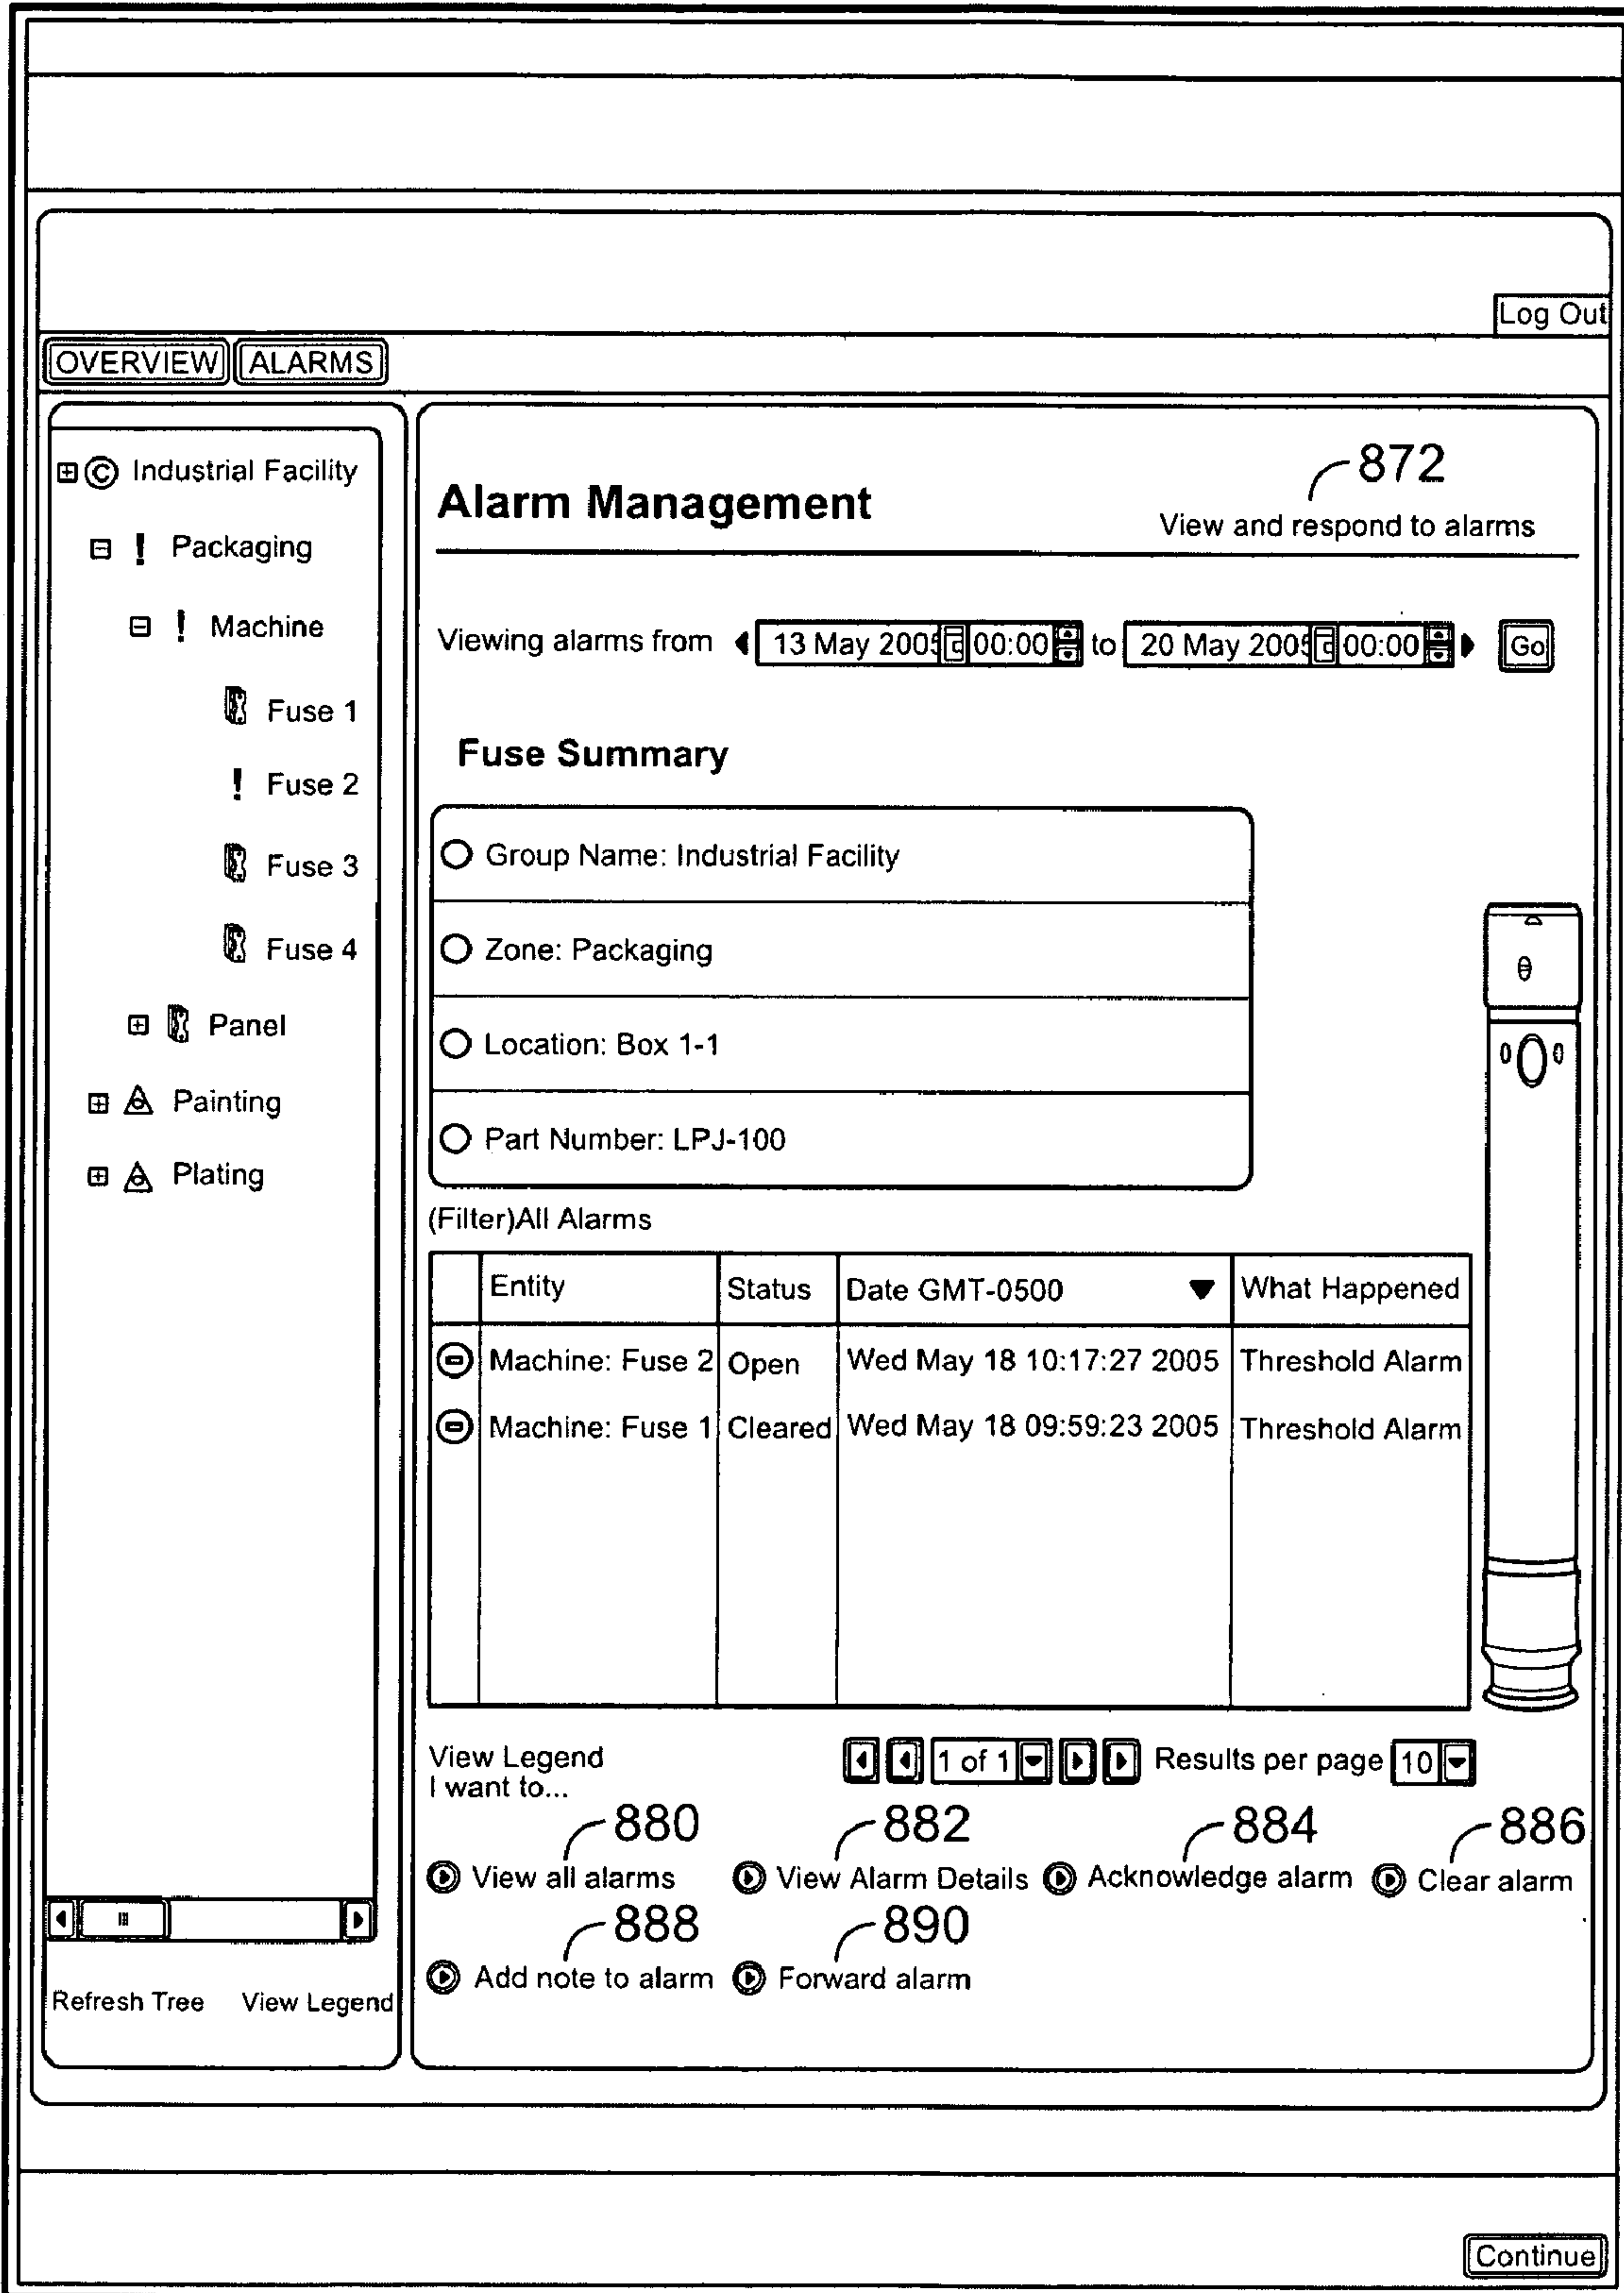 Log Out
OVERVIEW ALARMS
Industrial Facility
! Packaging
! Machine
Fuse 1
! Fuse 2
Fuse 3
Fuse 4
Panel
Painting
Plating
Refresh Tree View Legend
872
Alarm Management View and respond to alarms
Viewing alarms from 13 May 2005 00:00 to 20 May 2005 00:00 Go
Fuse Summary
Group Name: Industrial Facility
Zone: Packaging
Location: Box 1-1
Part Number: LPJ-100
(Filter)All Alarms
Entity Status Date GMT-0500 What Happened
Machine: Fuse 2 Open Wed May 18 10:17:27 2005 Threshold Alarm
Machine: Fuse 1 Cleared Wed May 18 09:59:23 2005 Threshold Alarm
View Legend 1 of 1 Results per page 10
I want to...
880 882 884 886
View all alarms View Alarm Details Acknowledge alarm Clear alarm
888 890
Add note to alarm Forward alarm
Continue